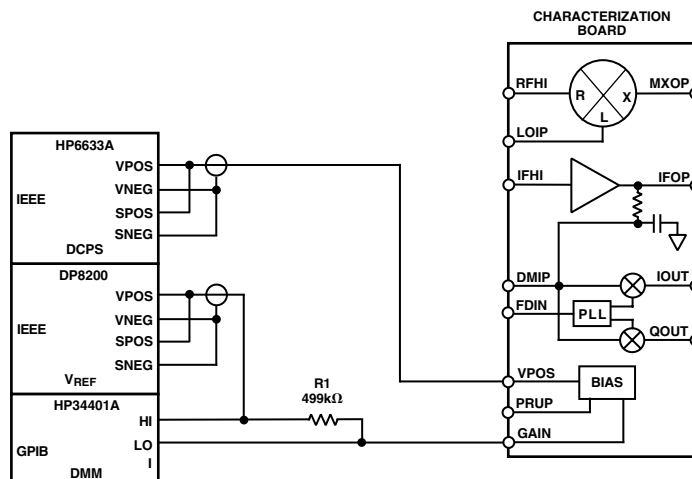 CHARACTERIZATION
BOARD
RFHI
R
X
L
MXOP
LOIP
IFHI
IFOP
DMIP
IOUT
FDIN
PLL
QOUT
VPOS
BIAS
PRUP
GAIN
HP6633A
VPOS
VNEG
IEEE
SPOS
SNEG
DCPS
DP8200
VPOS
VNEG
IEEE
SPOS
SNEG
VREF
HP34401A
HI
GPIB
LO
I
DMM
R1
499kΩ